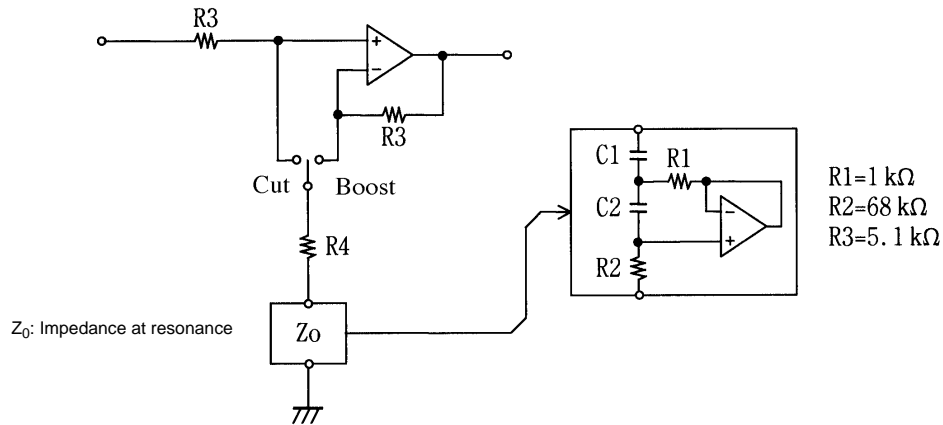 R3
+
−
R3
Cut
Boost
R4
Z₀: Impedance at resonance
Zo
C1
R1
C2
−
+
R2
R1=1 kΩ
R2=68 kΩ
R3=5.1 kΩ